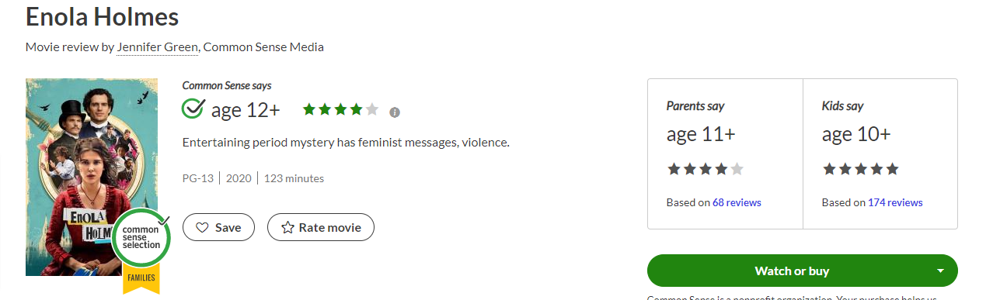 Enola Holmes
Movie review by Jennifer Green, Common Sense Media
Common Sense says
age 12+
Entertaining period mystery has feminist messages, violence.
PG-13 | 2020 | 123 minutes
Save
Rate movie
ENOLA
HOLM
common
sense
selection
FAMILIES
Parents say
age 11+
Based on 68 reviews
Kids say
age 10+
Based on 174 reviews
Watch or buy
Common Sense is a nonprofit organization. Your purchase helps us